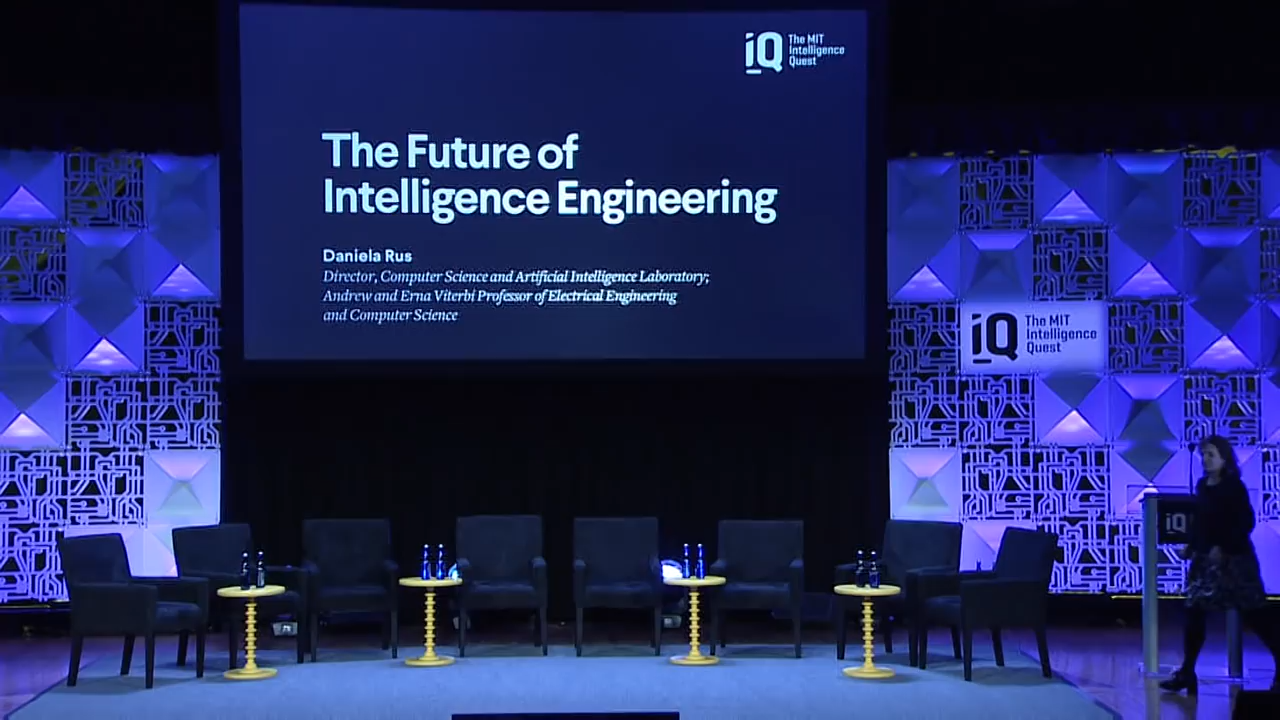 iQ The MIT
Intelligence
Quest
The Future of
Intelligence Engineering
Daniela Rus
Director, Computer Science and Artificial Intelligence Laboratory;
Andrew and Erna Viterbi Professor of Electrical Engineering
and Computer Science
iQ The MIT
Intelligence
Quest
iQ